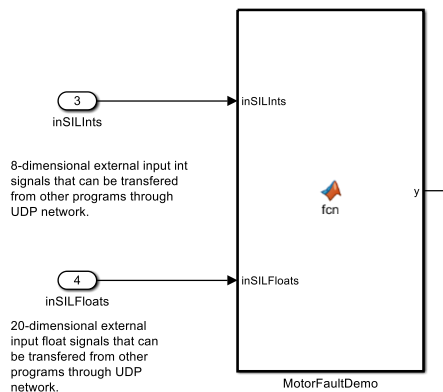 3
inSILInts
inSILInts
8-dimensional external input int
signals that can be transfered
from other programs through
UDP network.
fcn
y
4
inSILFloats
inSILFloats
20-dimensional external
input float signals that can
be transfered from other
programs through UDP
network.
MotorFaultDemo